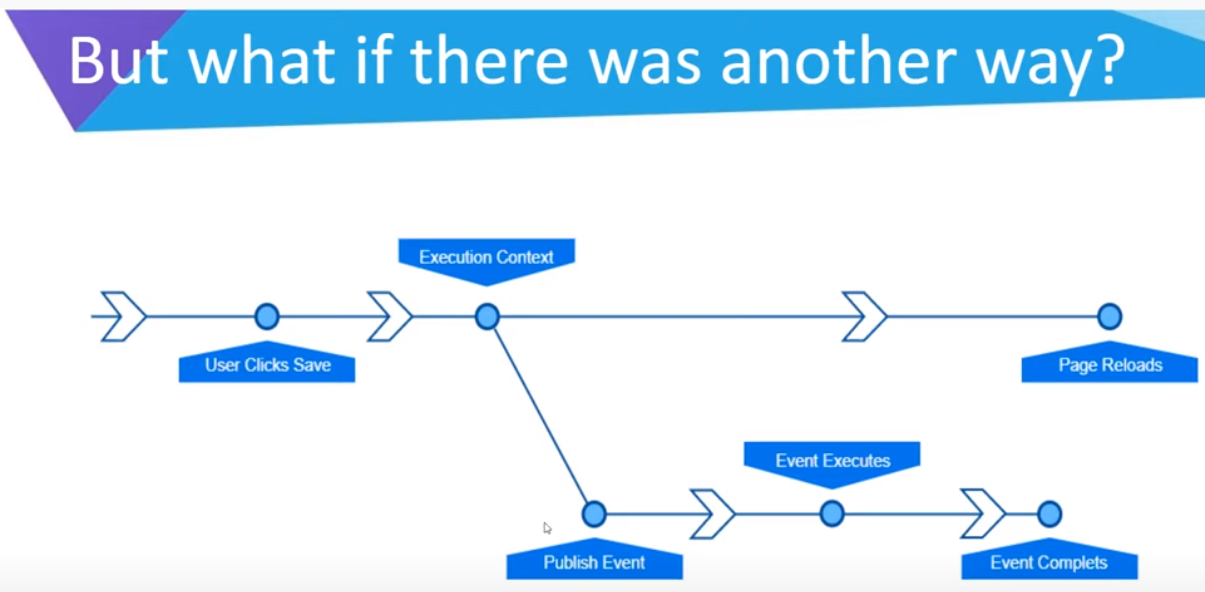 But what if there was another way?
Execution Context
User Clicks Save
Page Reloads
Event Executes
Publish Event
Event Complets